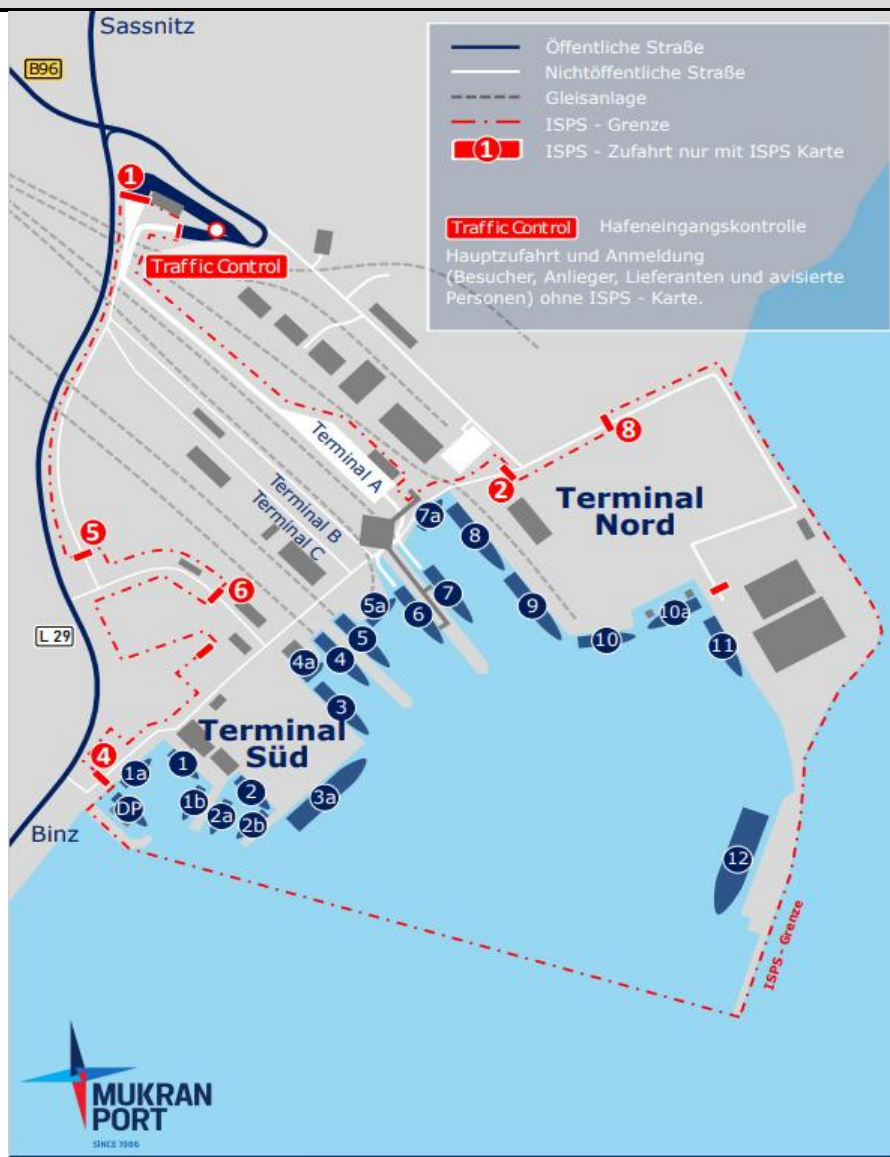 Sassnitz
B96
Öffentliche Straße
Nichtöffentliche Straße
Gleisanlage
ISPS - Grenze
1
ISPS - Zufahrt nur mit ISPS Karte
Traffic Control
Hafeneingangskontrolle
Hauptzufahrt und Anmeldung
(Besucher, Anlieger, Lieferanten und avisierte
Personen) ohne ISPS - Karte.
1
Traffic Control
Terminal A
Terminal B
Terminal C
2
8
Terminal
Nord
5
6
L 29
4
7a
8
7
9
6
5a
5
4
4a
3
10
10a
11
Terminal
Süd
1a
1
DP
1b
2
2a
2b
3a
12
Binz
ISPS - Grenze
MUKRAN
PORT
SINCE 1986